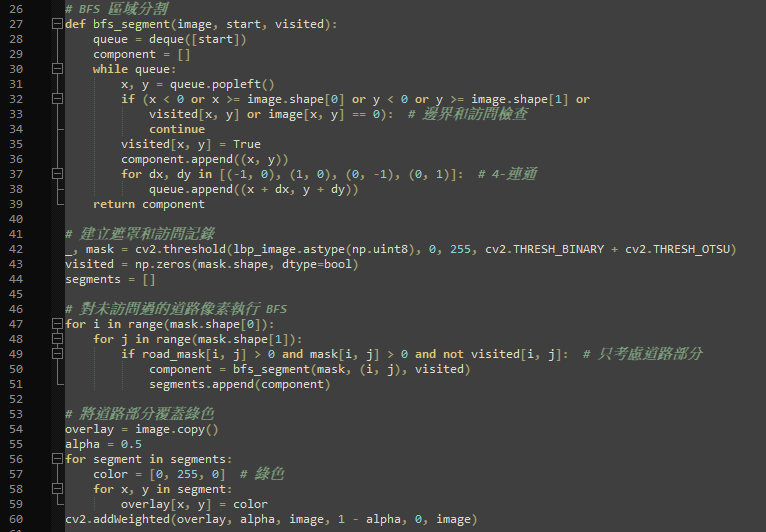 26 # BFS 區域分割
27 def bfs_segment(image, start, visited):
28     queue = deque([start])
29     component = []
30     while queue:
31         x, y = queue.popleft()
32         if (x < 0 or x >= image.shape[0] or y < 0 or y >= image.shape[1] or
33             visited[x, y] or image[x, y] == 0):  # 邊界和訪問檢查
34             continue
35         visited[x, y] = True
36         component.append((x, y))
37         for dx, dy in [(-1, 0), (1, 0), (0, -1), (0, 1)]:  # 4-連通
38             queue.append((x + dx, y + dy))
39     return component
40
41 # 建立遮罩和訪問記錄
42 _, mask = cv2.threshold(lbp_image.astype(np.uint8), 0, 255, cv2.THRESH_BINARY + cv2.THRESH_OTSU)
43 visited = np.zeros(mask.shape, dtype=bool)
44 segments = []
45
46 # 對未訪問過的道路像素執行 BFS
47 for i in range(mask.shape[0]):
48     for j in range(mask.shape[1]):
49         if road_mask[i, j] > 0 and mask[i, j] > 0 and not visited[i, j]:  # 只考慮道路部分
50             component = bfs_segment(mask, (i, j), visited)
51             segments.append(component)
52
53 # 將道路部分覆蓋綠色
54 overlay = image.copy()
55 alpha = 0.5
56 for segment in segments:
57     color = [0, 255, 0]  # 綠色
58     for x, y in segment:
59         overlay[x, y] = color
60 cv2.addWeighted(overlay, alpha, image, 1 - alpha, 0, image)